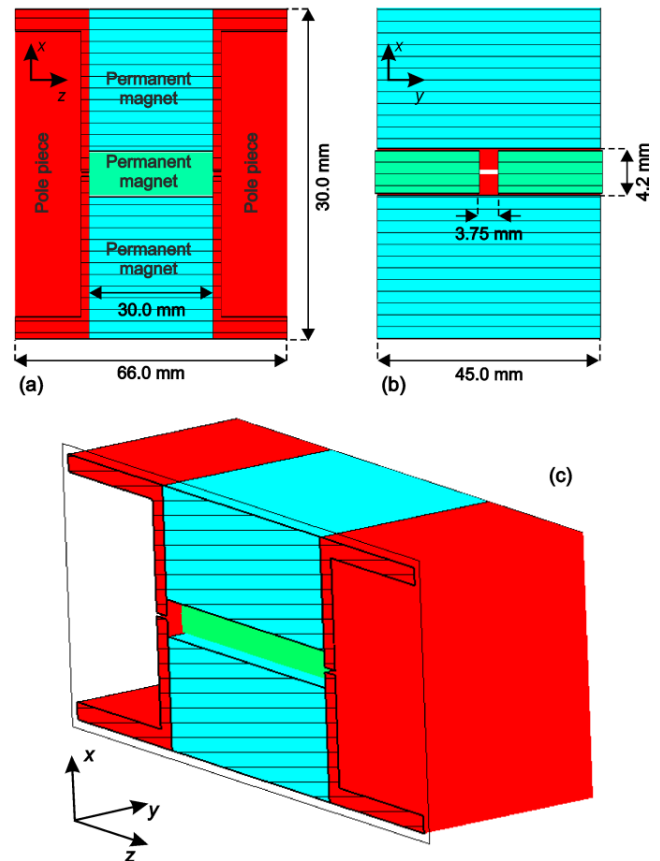 x
z
Permanent
magnet
Pole piece
Permanent
magnet
Pole piece
Permanent
magnet
30.0 mm
66.0 mm
30.0 mm
(a)
x
y
3.75 mm
4.2 mm
45.0 mm
(b)
(c)
x
y
z